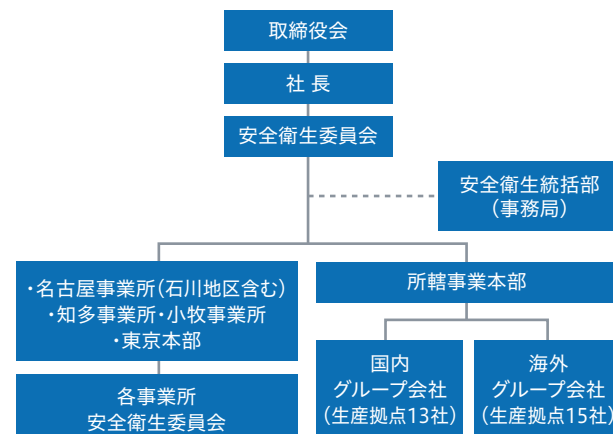 取締役会
社 長
安全衛生委員会
安全衛生統括部
（事務局）
・名古屋事業所（石川地区含む）
・知多事業所・小牧事業所
・東京本部
所轄事業本部
各事業所
安全衛生委員会
国内
グループ会社
（生産拠点13社）
海外
グループ会社
（生産拠点15社）